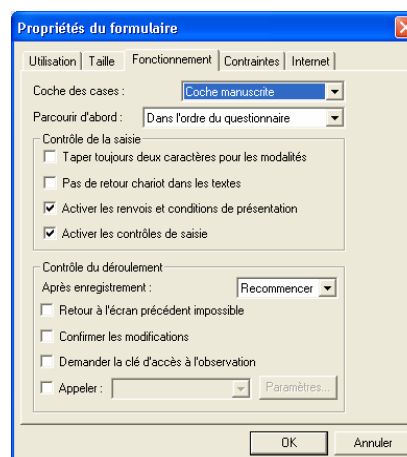 Propriétés du formulaire
Utilisation Taille Fonctionnement Contraintes Internet
Coche des cases : Coche manuscrite
Parcourir d'abord : Dans l'ordre du questionnaire
Contrôle de la saisie
Taper toujours deux caractères pour les modalités
Pas de retour chariot dans les textes
Activer les renvois et conditions de présentation
Activer les contrôles de saisie
Contrôle du déroulement
Après enregistrement : Recommencer
Retour à l'écran précédent impossible
Confirmer les modifications
Demander la clé d'accès à l'observation
Appeler : Paramètres...
OK Annuler